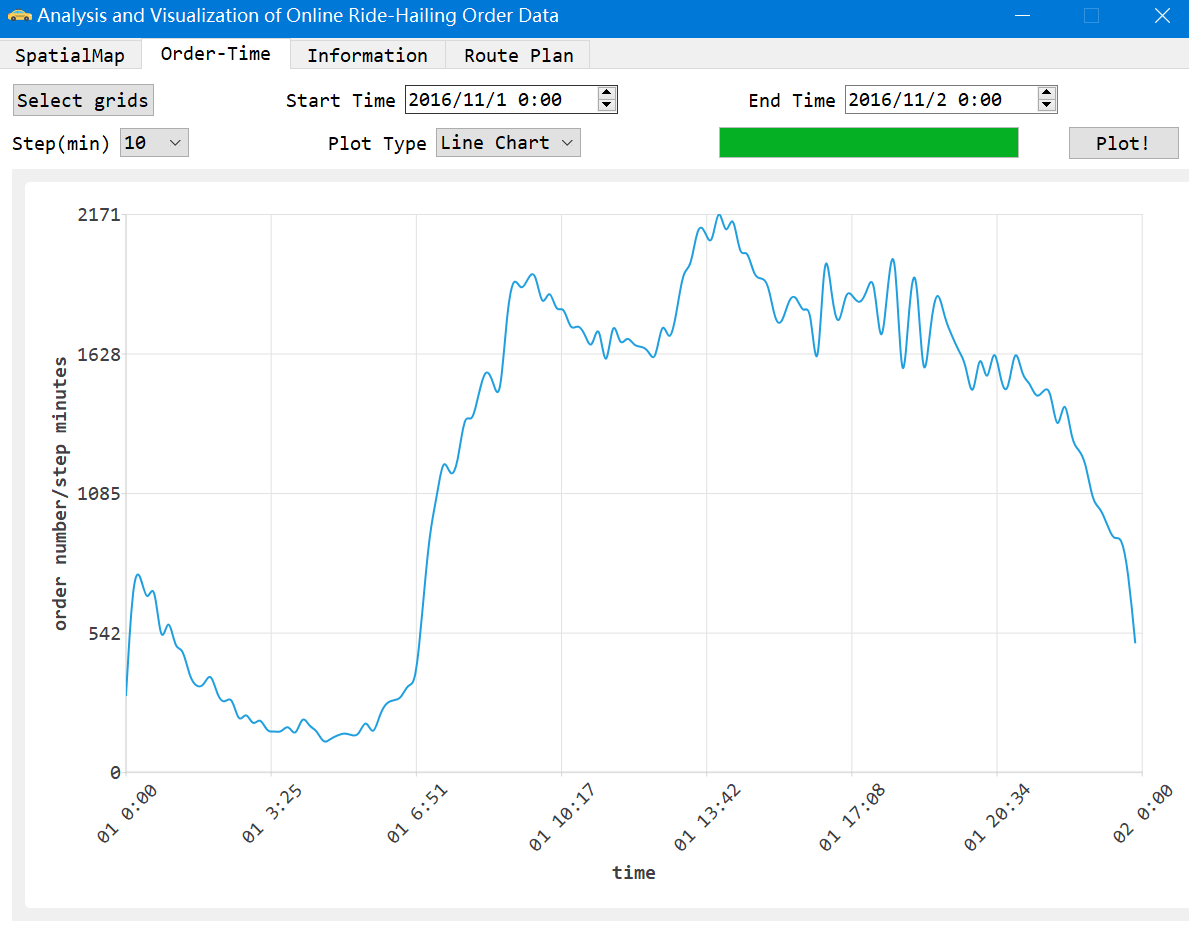 Analysis and Visualization of Online Ride-Hailing Order Data
SpatialMap Order-Time Information Route Plan
Select grids Start Time 2016/11/1 0:00 End Time 2016/11/2 0:00
Step(min) 10 Plot Type Line Chart Plot!
2171
1628
1085
542
0
order number/step minutes
01 0:00 01 3:25 01 6:51 01 10:17 01 13:42 01 17:08 01 20:34 02 0:00
time